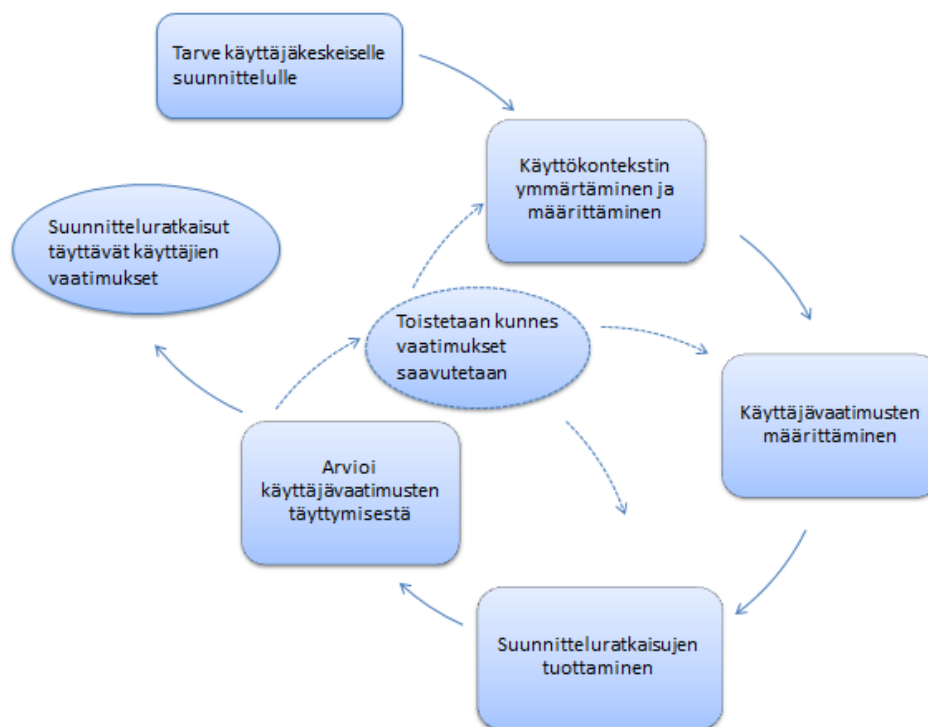 Tarve käyttäjäkeskeiselle
suunnittelulle
Käyttökontekstin
ymmärtäminen ja
määrittäminen
Suunnitteluratkaisut
täyttävät käyttäjien
vaatimukset
Toistetaan kunnes
vaatimukset
saavutetaan
Käyttäjävaatimusten
määrittäminen
Arvioi
käyttäjävaatimusten
täyttymisestä
Suunnitteluratkaisujen
tuottaminen